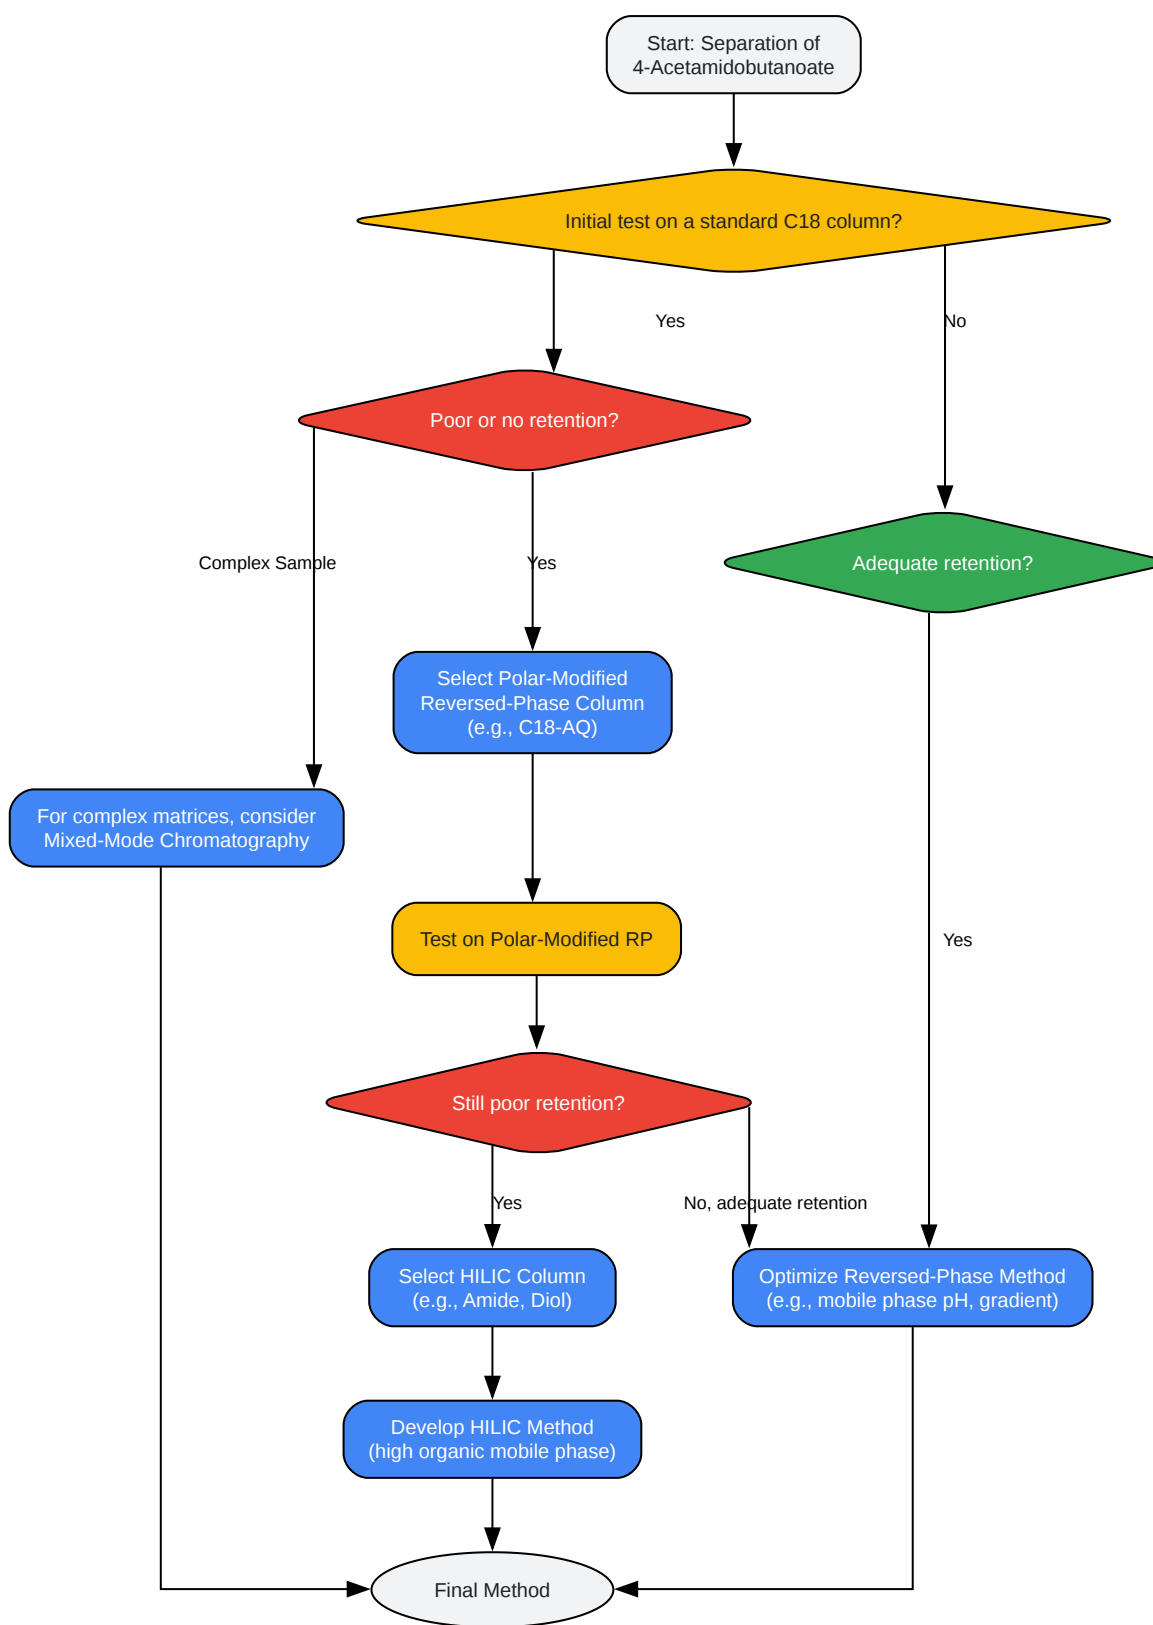 Start: Separation of
4-Acetamidobutanoate
Initial test on a standard C18 column?
Yes
No
Poor or no retention?
Complex Sample
Yes
Adequate retention?
Select Polar-Modified
Reversed-Phase Column
(e.g., C18-AQ)
For complex matrices, consider
Mixed-Mode Chromatography
Test on Polar-Modified RP
Yes
Still poor retention?
Yes
No, adequate retention
Select HILIC Column
(e.g., Amide, Diol)
Optimize Reversed-Phase Method
(e.g., mobile phase pH, gradient)
Develop HILIC Method
(high organic mobile phase)
Final Method